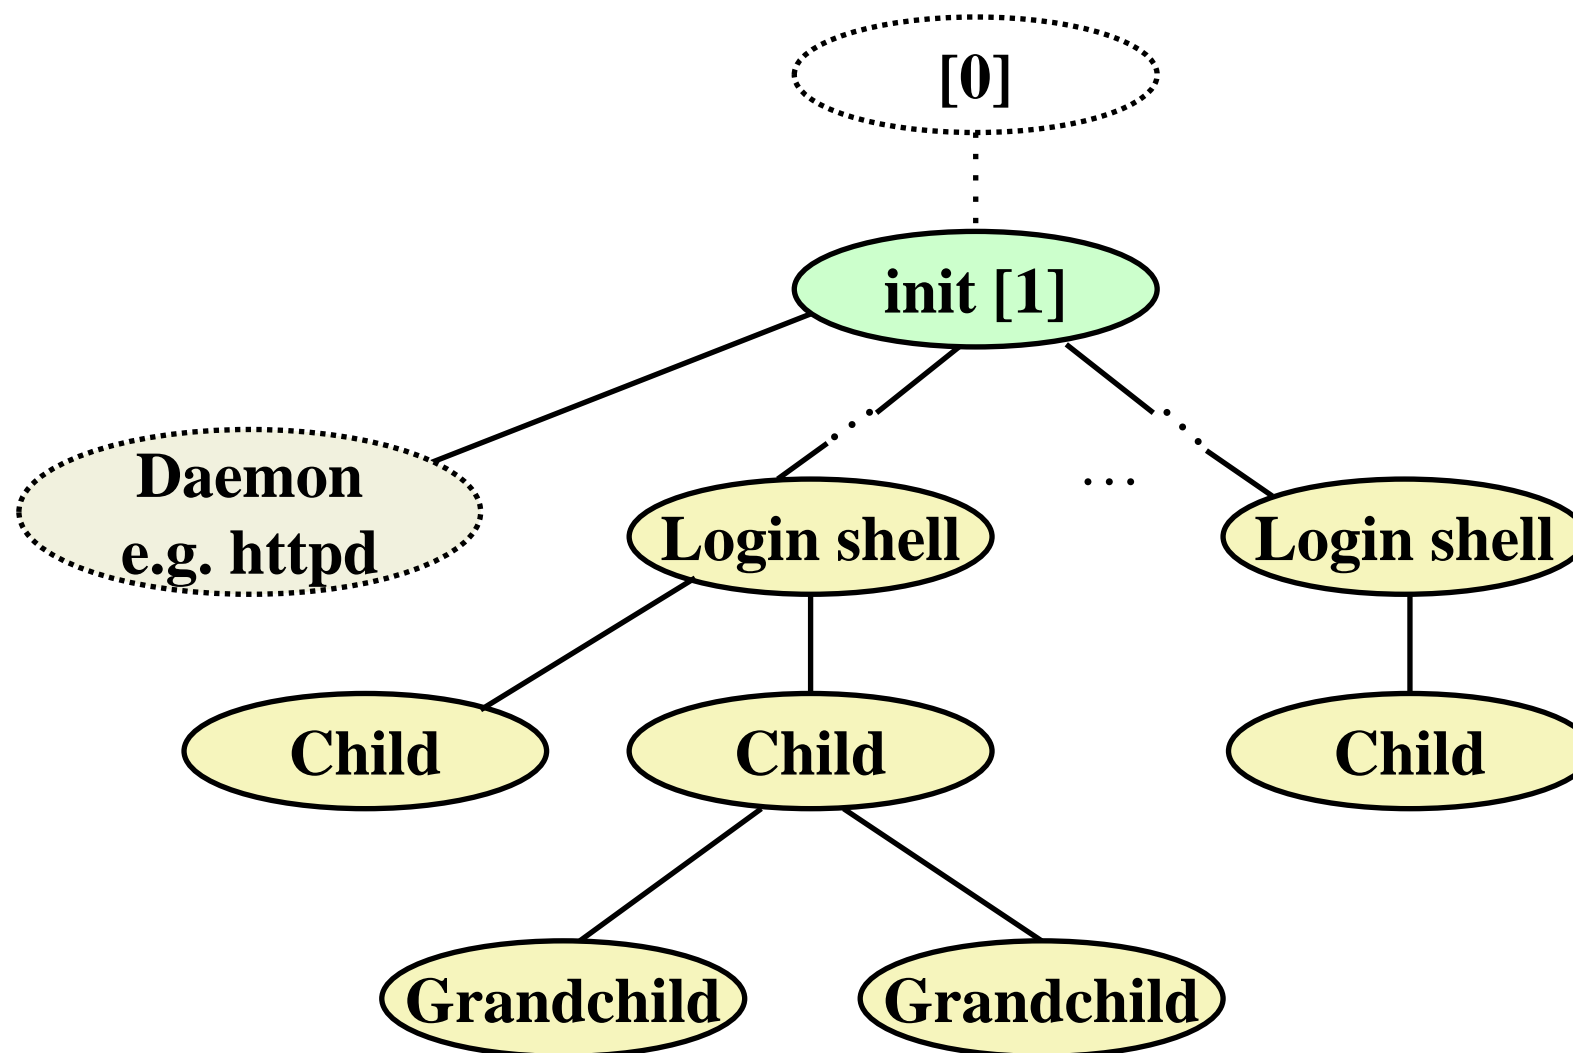 [0]
init [1]
Daemon
e.g. httpd
Login shell
...
Login shell
Child
Child
Child
Grandchild
Grandchild